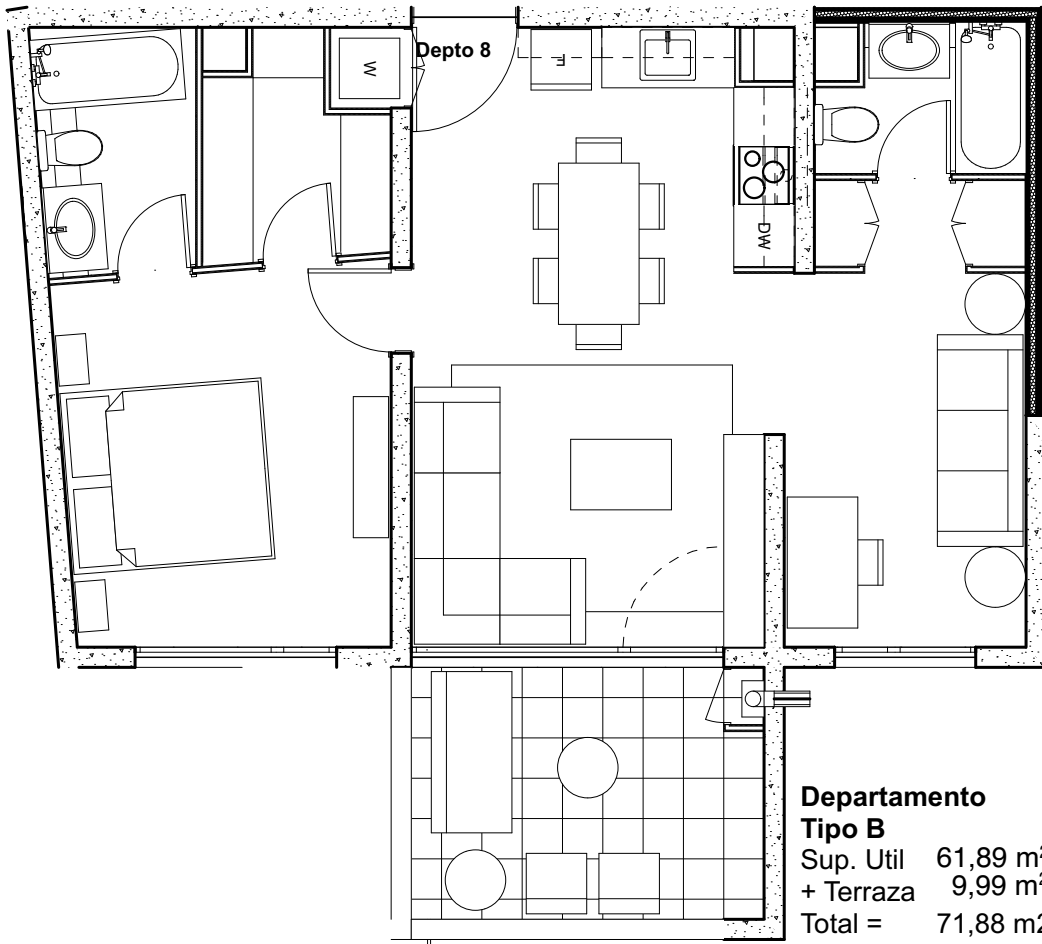 Depto 8
W
F
DW
Departamento
Tipo B
Sup. Util 61,89 m²
+ Terraza 9,99 m²
Total = 71,88 m2